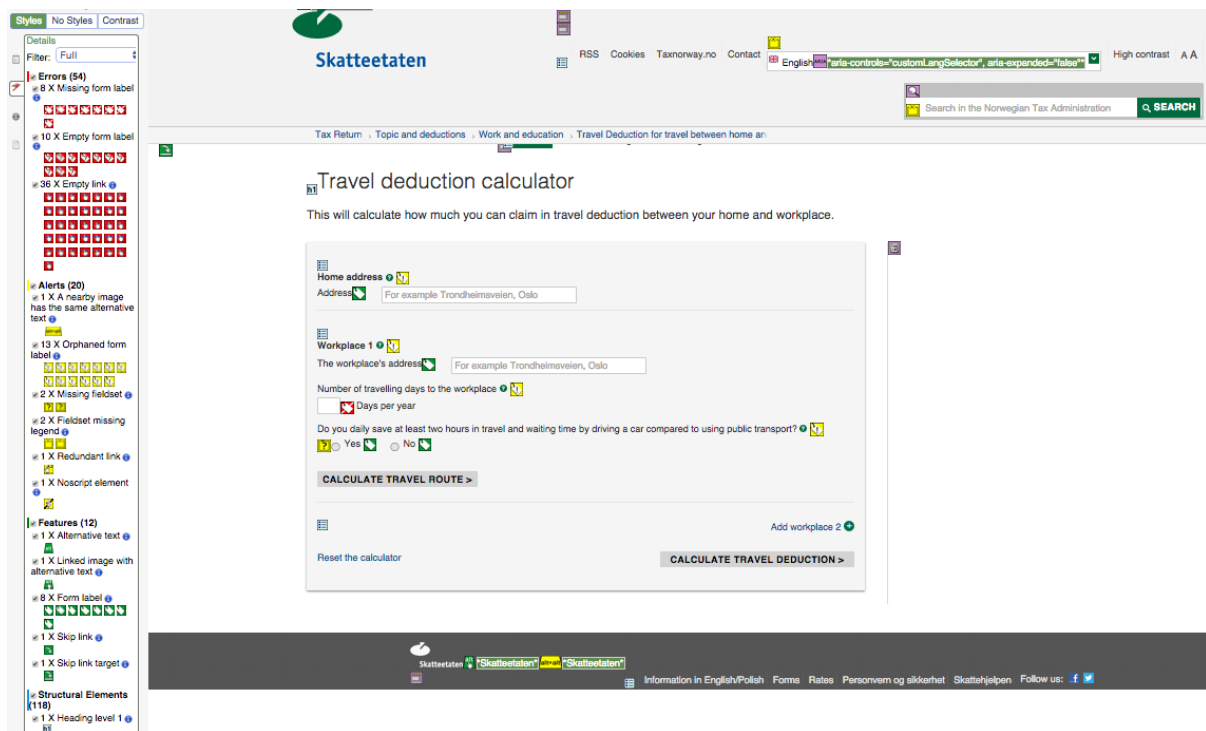 Styles No Styles Contrast
Details
Filter: Full
Errors (54)
8 X Missing form label
10 X Empty form label
36 X Empty link
Alerts (20)
1 X A nearby image
has the same alternative
text
13 X Orphaned form
label
2 X Missing fieldset
2 X Fieldset missing
legend
1 X Redundant link
1 X Noscript element
Features (12)
1 X Alternative text
1 X Linked image with
alternative text
8 X Form label
1 X Skip link
1 X Skip link target
Structural Elements
(118)
1 X Heading level 1
h1
Skatteetaten
RSS Cookies Taxnorway.no Contact
English ARIA *aria-controls="customLangSelector", aria-expanded="false"*
High contrast A A
Search in the Norwegian Tax Administration
SEARCH
Tax Return Topic and deductions Work and education Travel Deduction for travel between home an
h1 Travel deduction calculator
This will calculate how much you can claim in travel deduction between your home and workplace.
Home address
Address For example Trondheimsveien, Oslo
Workplace 1
The workplace's address For example Trondheimsveien, Oslo
Number of travelling days to the workplace
Days per year
Do you daily save at least two hours in travel and waiting time by driving a car compared to using public transport?
Yes No
CALCULATE TRAVEL ROUTE >
Add workplace 2
Reset the calculator
CALCULATE TRAVEL DEDUCTION >
Skatteetaten alt *Skatteetaten* alt=alt *Skatteetaten*
Information in English/Polish Forms Rates Personvern og sikkerhet Skattehjelpen Follow us: